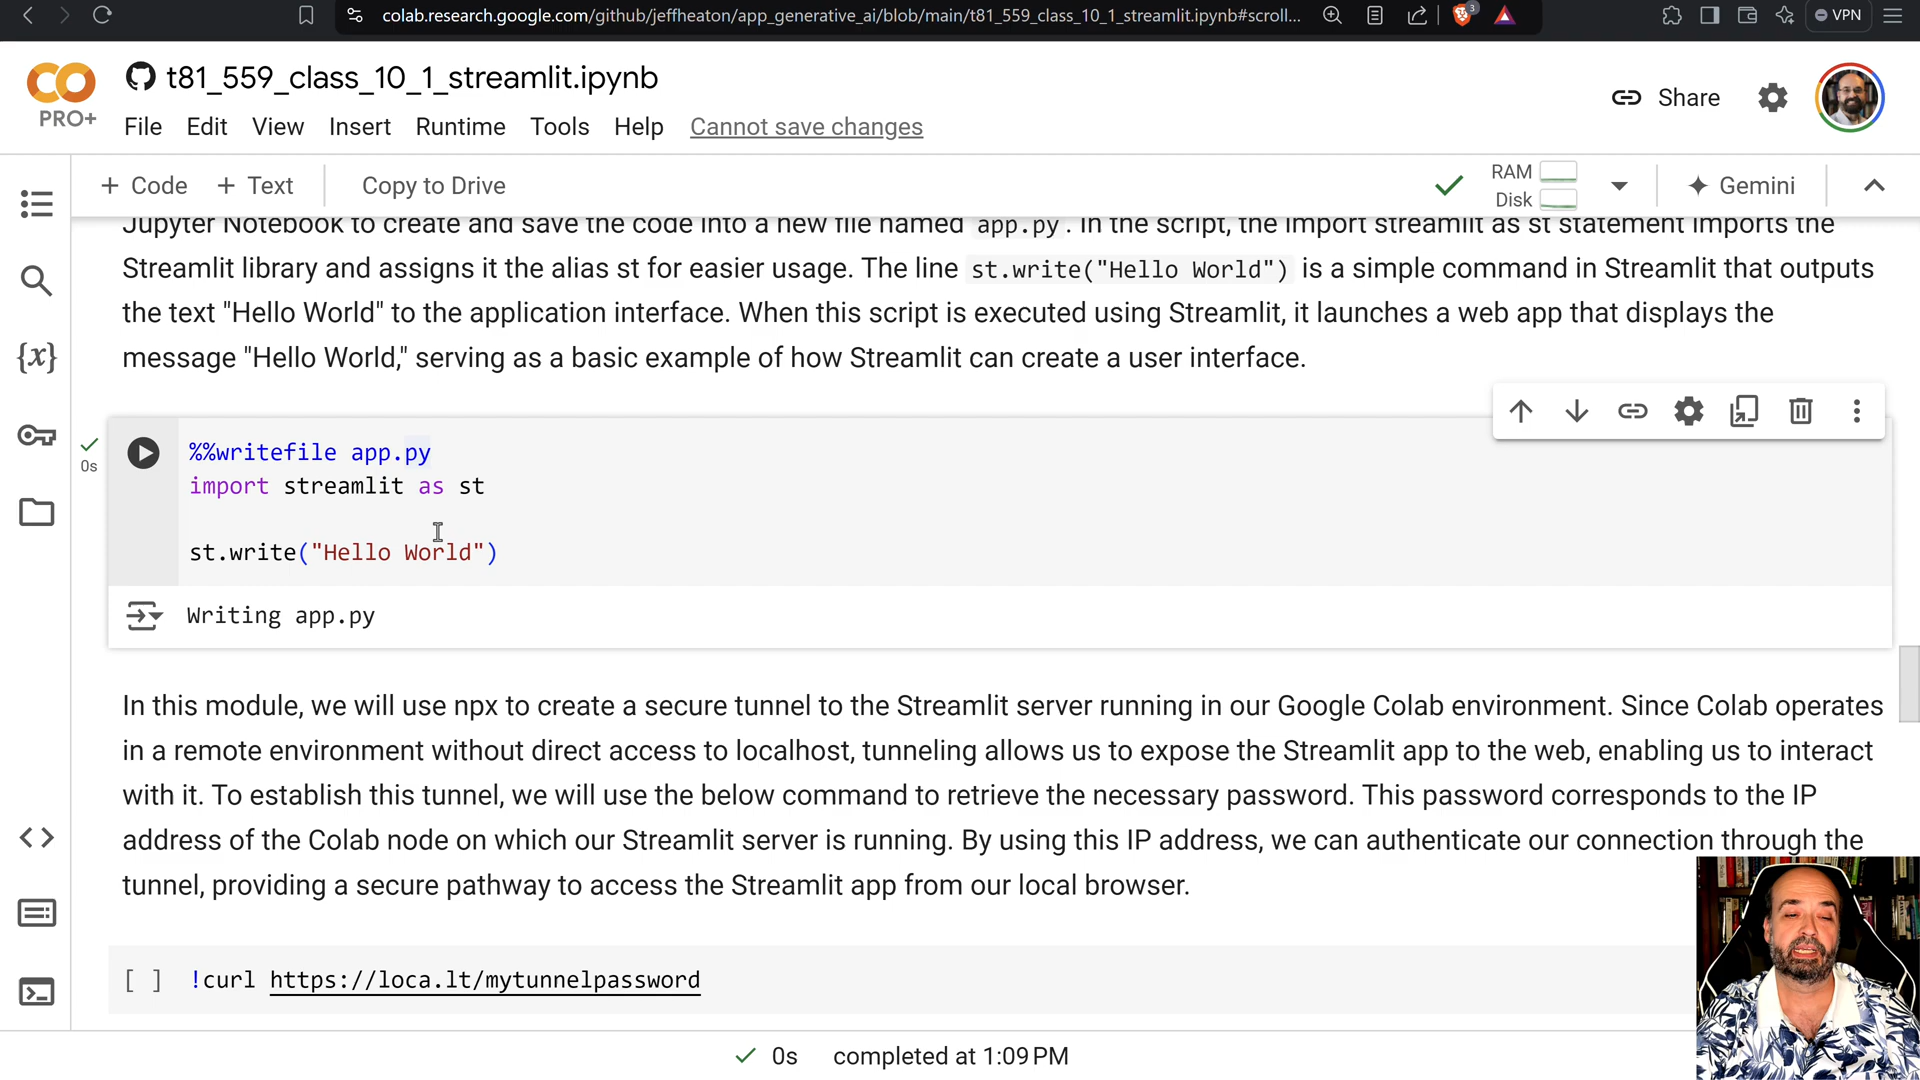 colab.research.google.com/github/jeffheaton/app_generative_ai/blob/main/t81_559_class_10_1_streamlit.ipynb#scroll...
3
VPN
CO
PRO+
t81_559_class_10_1_streamlit.ipynb
File Edit View Insert Runtime Tools Help Cannot save changes
Share
+ Code + Text Copy to Drive
RAM
Disk
Gemini
Jupyter Notebook to create and save the code into a new file named app.py. In the script, the import streamlit as st statement imports the
Streamlit library and assigns it the alias st for easier usage. The line st.write("Hello World") is a simple command in Streamlit that outputs
the text "Hello World" to the application interface. When this script is executed using Streamlit, it launches a web app that displays the
message "Hello World," serving as a basic example of how Streamlit can create a user interface.
0s
%%writefile app.py
import streamlit as st
st.write("Hello World")
Writing app.py
In this module, we will use npx to create a secure tunnel to the Streamlit server running in our Google Colab environment. Since Colab operates
in a remote environment without direct access to localhost, tunneling allows us to expose the Streamlit app to the web, enabling us to interact
with it. To establish this tunnel, we will use the below command to retrieve the necessary password. This password corresponds to the IP
address of the Colab node on which our Streamlit server is running. By using this IP address, we can authenticate our connection through the
tunnel, providing a secure pathway to access the Streamlit app from our local browser.
[ ] !curl https://loca.lt/mytunnelpassword
0s completed at 1:09 PM